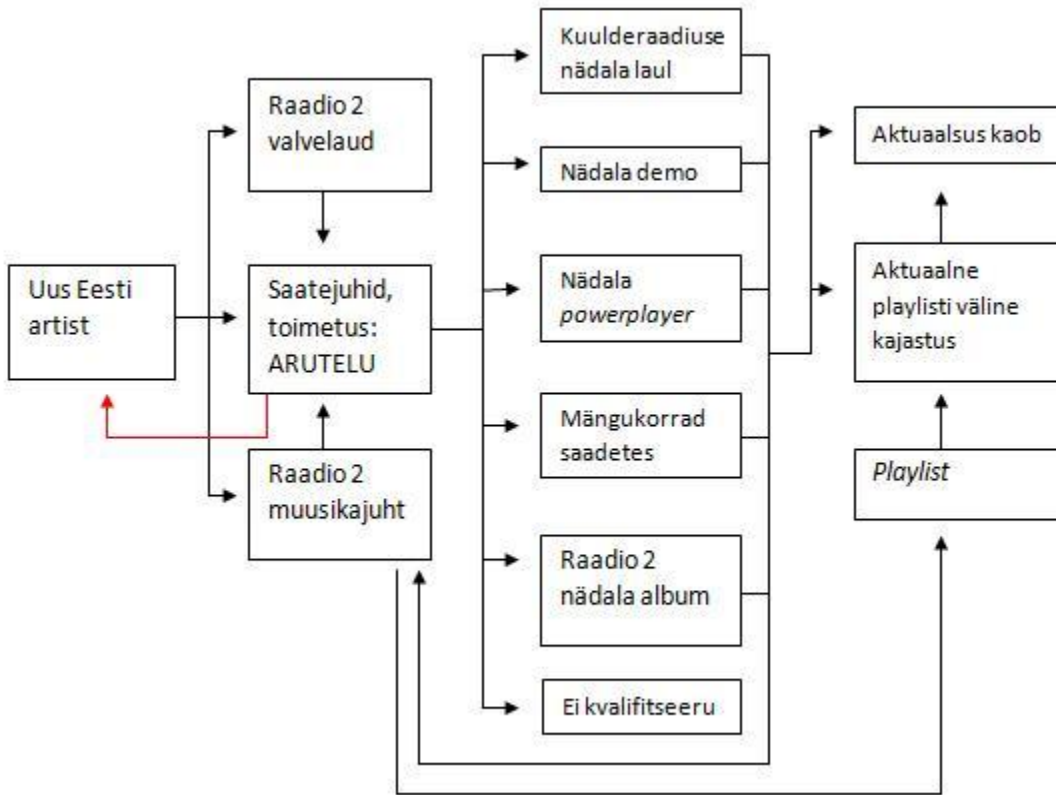 Uus Eesti
artist
Raadio 2
valvelaud
Saatejuhid,
toimetus:
ARUTELU
Raadio 2
muusikajuht
Kuulderaadiuse
nädala laul
Nädala demo
Nädala
powerplayer
Mängukorrad
saadetes
Raadio 2
nädala album
Ei kvalifitseeru
Aktuaalsus kaob
Aktuaalne
playlisti väline
kajastus
Playlist